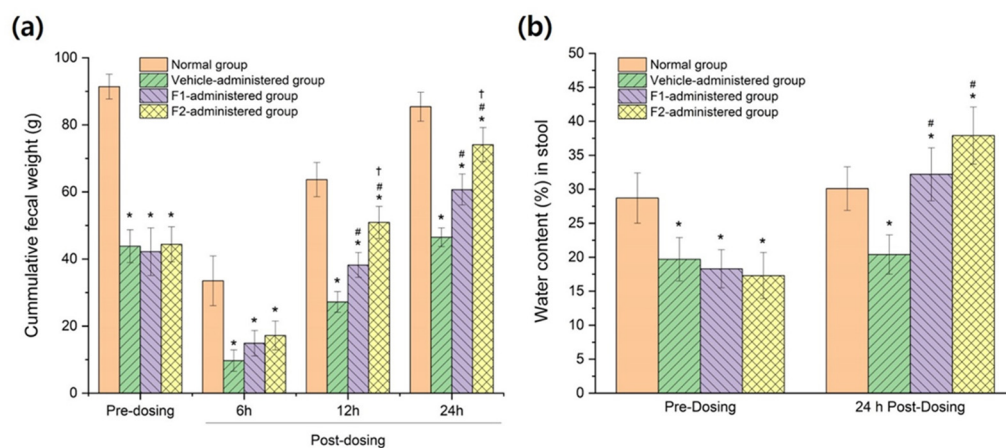 (a)
100
80
60
40
20
0
Cummulative fecal weight (g)
Normal group
Vehicle-administered group
F1-administered group
F2-administered group
* * *
* * *
* # * † # *
* # * † # *
Pre-dosing 6h 12h 24h
Post-dosing
(b)
50
45
40
35
30
25
20
15
10
5
0
Water content (%) in stool
Normal group
Vehicle-administered group
F1-administered group
F2-administered group
* * *
* # * # *
Pre-Dosing 24 h Post-Dosing